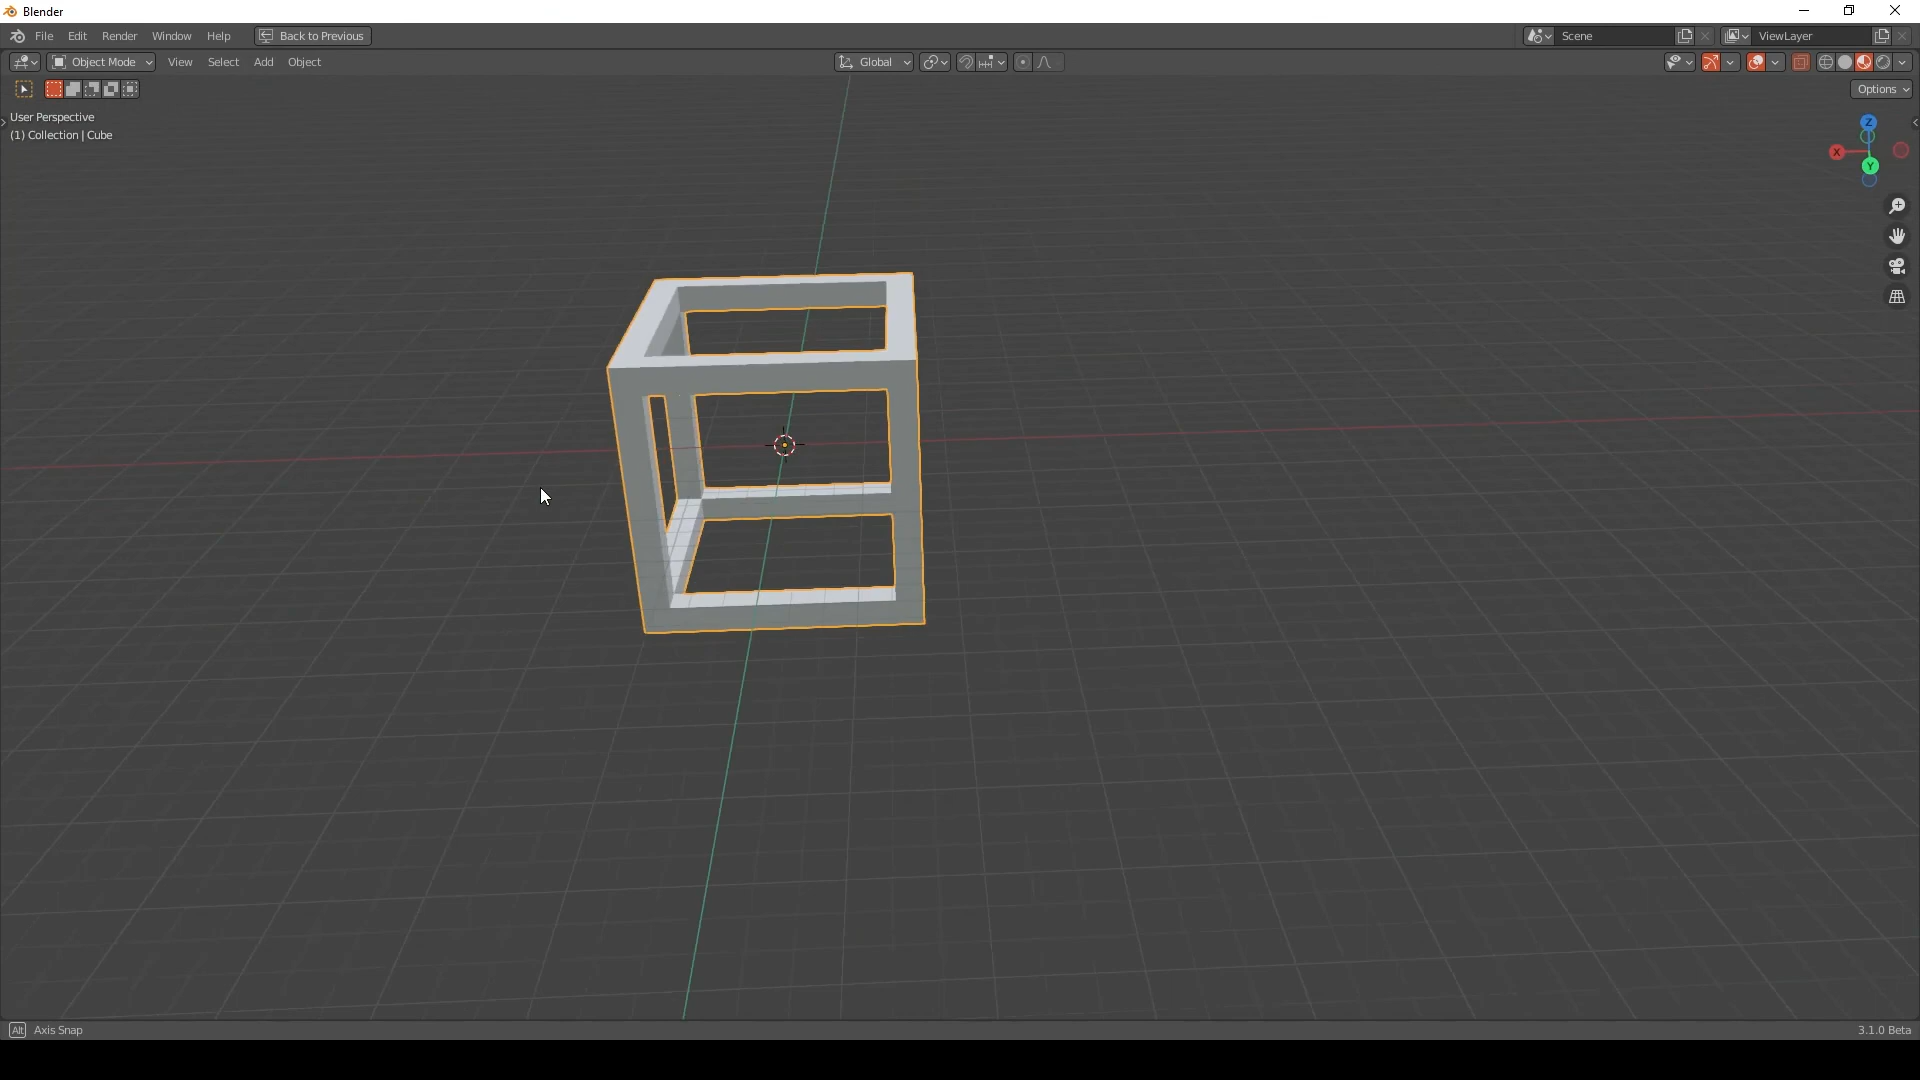 Blender
File Edit Render Window Help Back to Previous Scene ViewLayer
Object Mode View Select Add Object Global
Options
User Perspective
(1) Collection | Cube
Z
X
Y
Alt Axis Snap 3.1.0 Beta